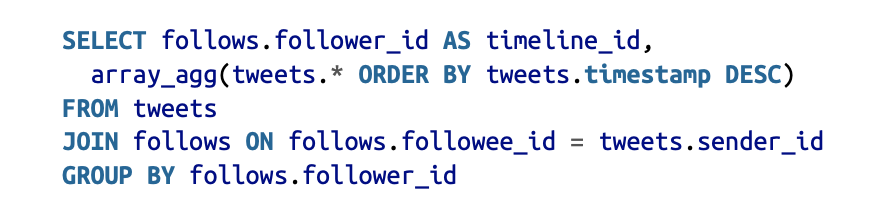 SELECT follows.follower_id AS timeline_id,
  array_agg(tweets.* ORDER BY tweets.timestamp DESC)
FROM tweets
JOIN follows ON follows.followee_id = tweets.sender_id
GROUP BY follows.follower_id